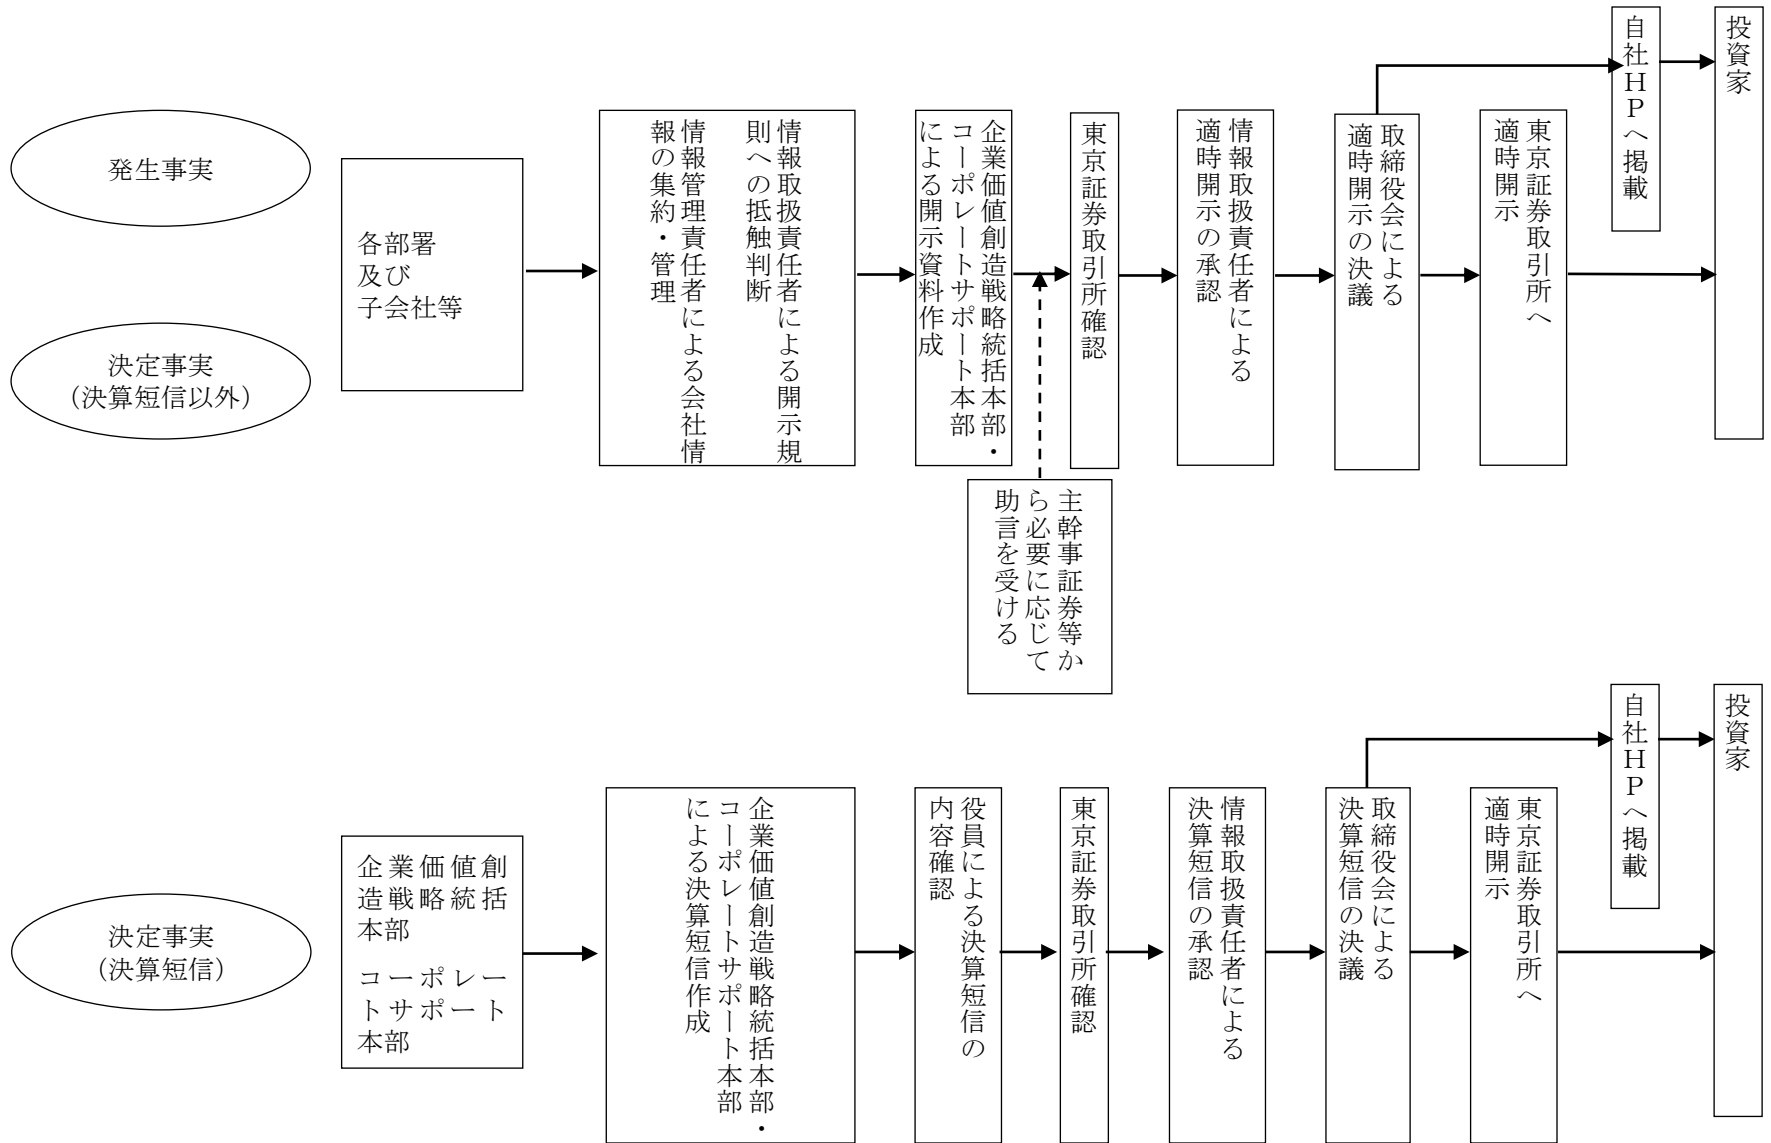 発生事実
決定事実
（決算短信以外）
各部署
及び
子会社等
情報取扱責任者による開示規
則への抵触判断
情報管理責任者による会社情
報の集約・管理
企業価値創造戦略統括本部・
コーポレートサポート本部
による開示資料作成
主幹事証券等か
ら必要に応じて
助言を受ける
東京証券取引所確認
情報取扱責任者による
適時開示の承認
取締役会による
適時開示の決議
東京証券取引所へ
適時開示
自社ＨＰへ掲載
投資家
決定事実
（決算短信）
企業価値創
造戦略統括
本部
コーポレー
トサポート
本部
企業価値創造戦略統括本部・
コーポレートサポート本部
による決算短信作成
役員による決算短信の
内容確認
東京証券取引所確認
情報取扱責任者による
決算短信の承認
取締役会による
決算短信の決議
東京証券取引所へ
適時開示
自社ＨＰへ掲載
投資家